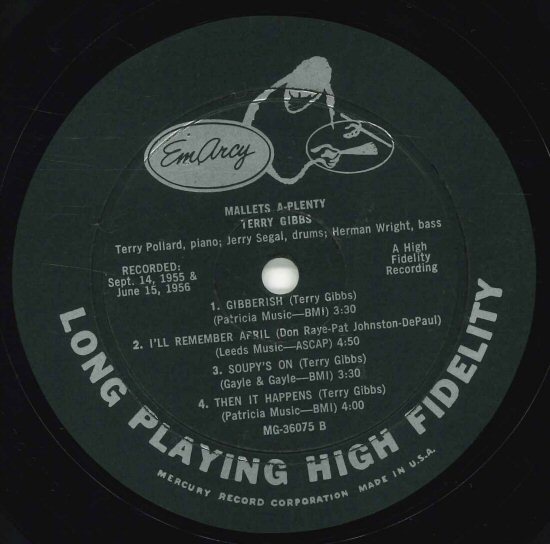 EmArcy
MALLETS A-PLENTY
TERRY GIBBS
Terry Pollard, piano; Jerry Segal, drums; Herman Wright, bass
RECORDED:
Sept. 14, 1955 &
June 15, 1956
A High
Fidelity
Recording
1. GIBBERISH (Terry Gibbs)
(Patricia Music—BMI) 3:30
2. I'LL REMEMBER APRIL (Don Raye-Pat Johnston-DePaul)
(Leeds Music—ASCAP) 4:50
3. SOUPY'S ON (Terry Gibbs)
(Gayle & Gayle—BMI) 3:30
4. THEN IT HAPPENS (Terry Gibbs)
(Patricia Music—BMI) 4:00
MG-36075 B
LONG PLAYING HIGH FIDELITY
MERCURY RECORD CORPORATION MADE IN U.S.A.